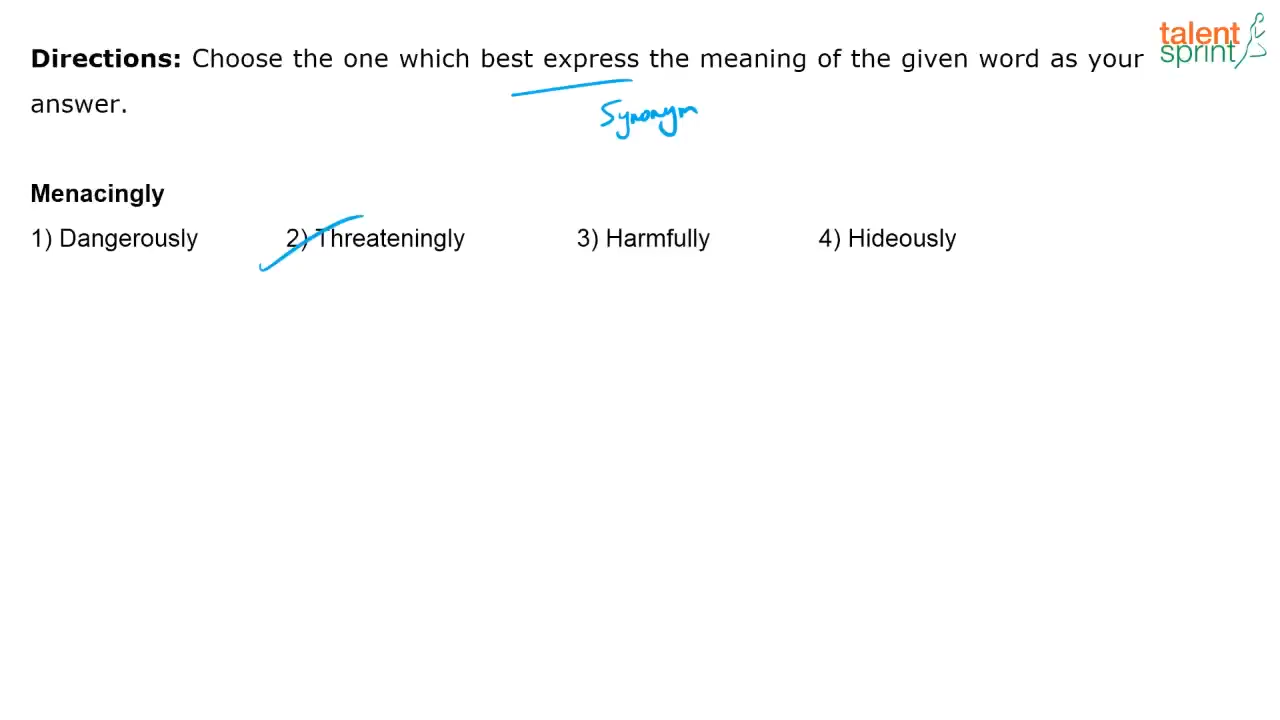 talent
sprint
Directions: Choose the one which best express the meaning of the given word as your
answer.
Synonym
Menacingly
1) Dangerously 2) Threateningly 3) Harmfully 4) Hideously